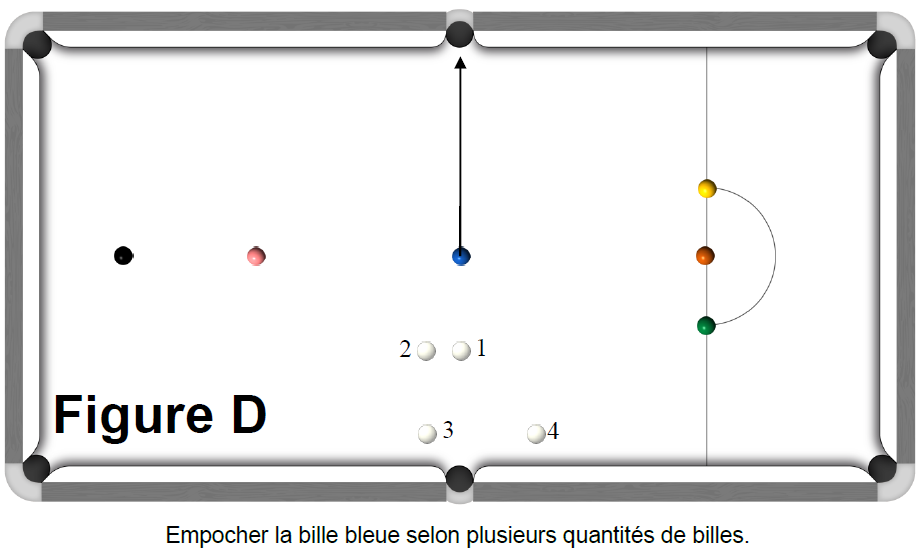 2 1
Figure D
3 4
Empocher la bille bleue selon plusieurs quantités de billes.